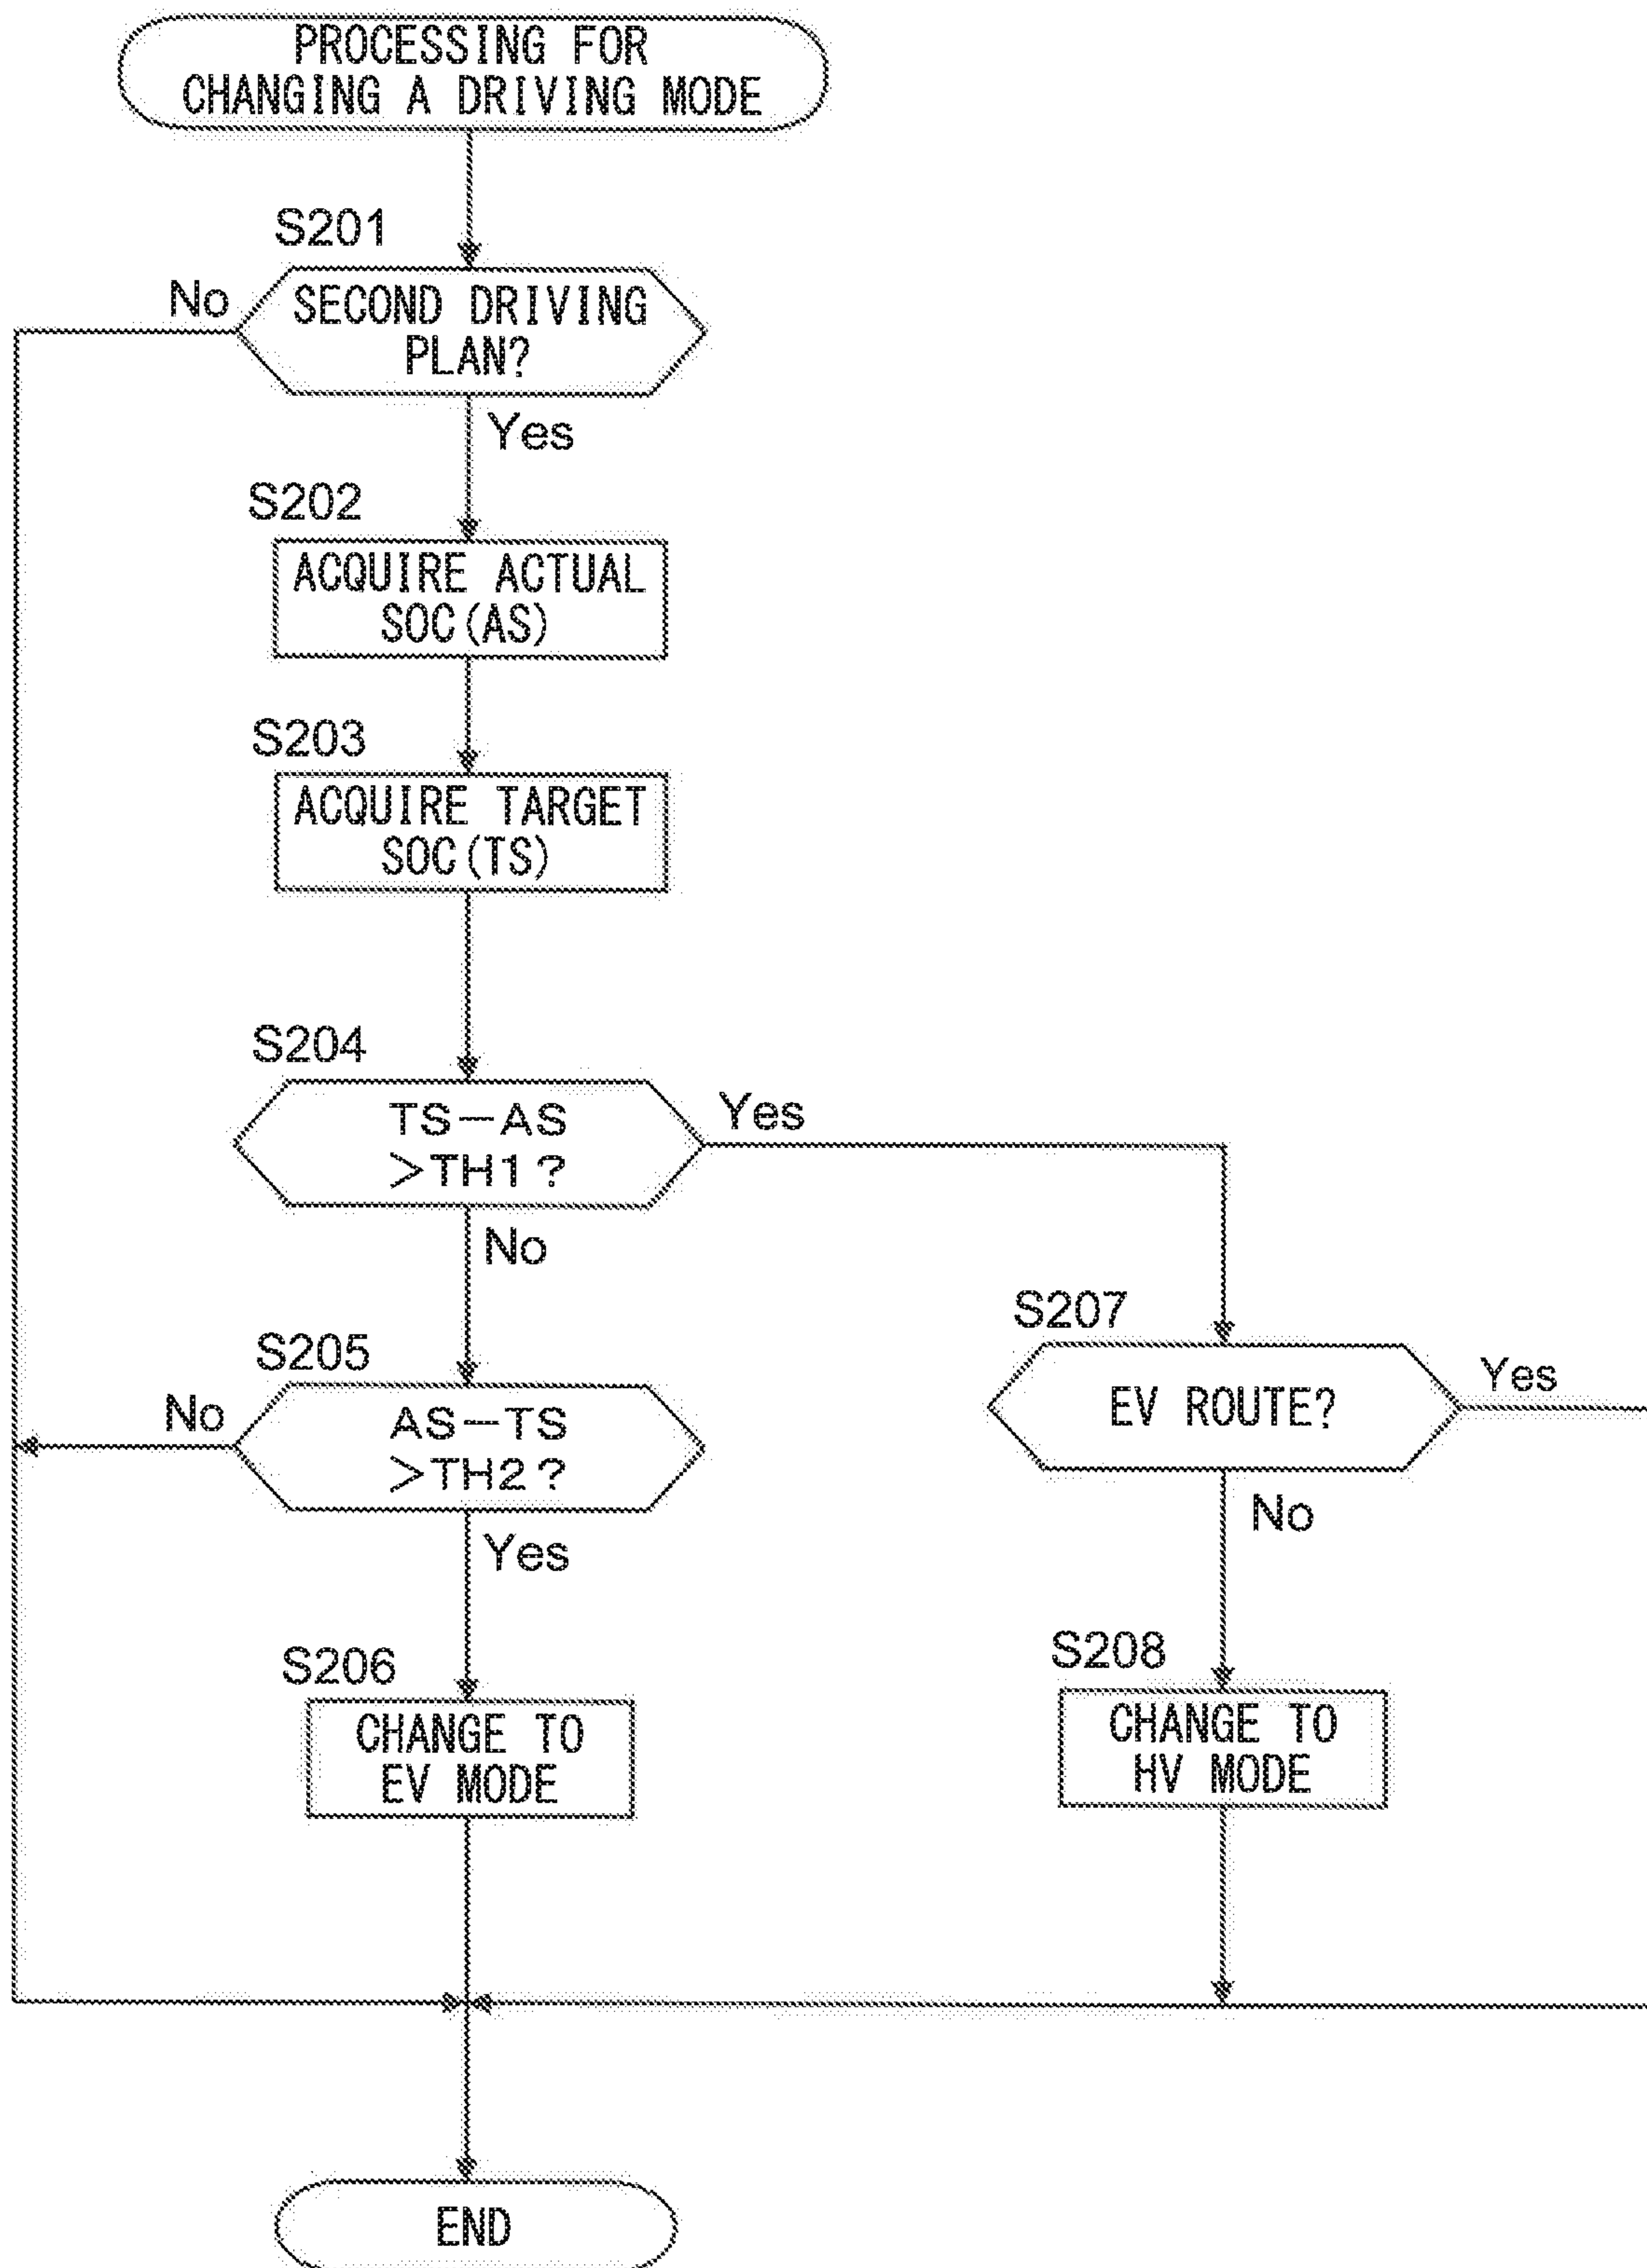 PROCESSING FOR
CHANGING A DRIVING MODE
S201
No
SECOND DRIVING
PLAN?
Yes
S202
ACQUIRE ACTUAL
SOC(AS)
S203
ACQUIRE TARGET
SOC(TS)
S204
TS-AS
>TH1?
Yes
No
S205
No
AS-TS
>TH2?
Yes
S207
EV ROUTE?
Yes
No
S206
CHANGE TO
EV MODE
S208
CHANGE TO
HV MODE
END